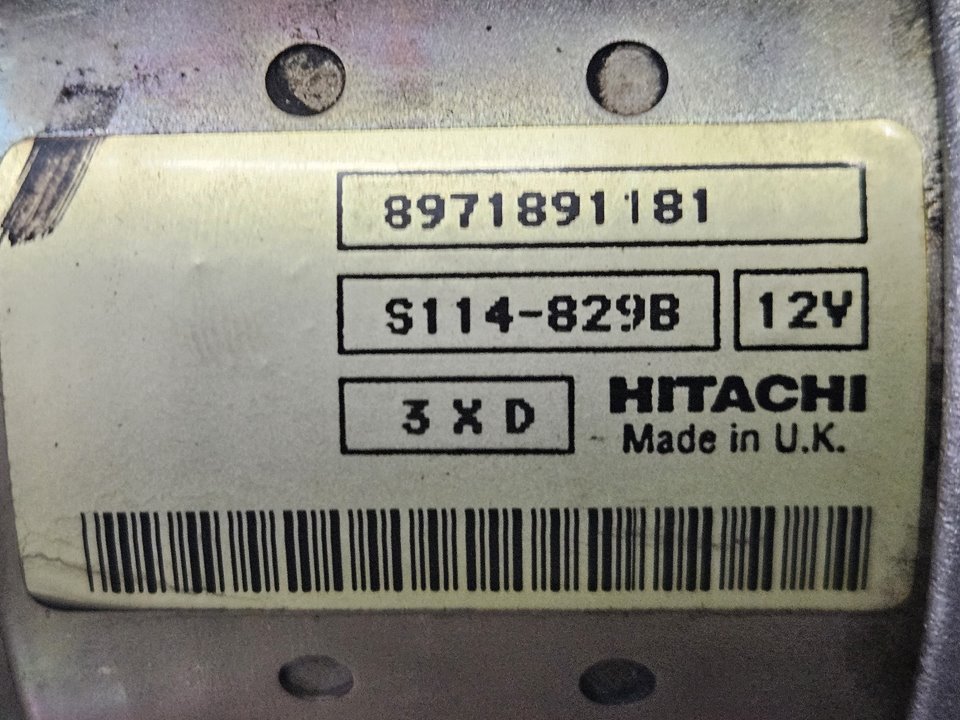 8971891181
S114-829B 12V
3 X D HITACHI
Made in U.K.